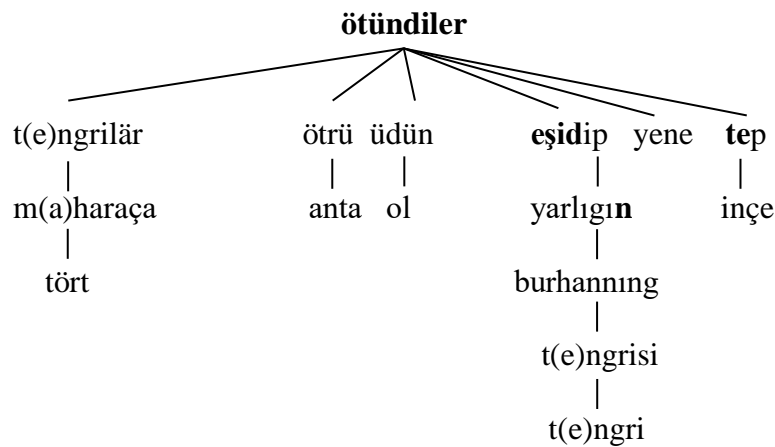 ötündiler
t(e)ngrilär ötrü üdün eşidip yene tep
m(a)haraça anta ol yarlıgın inçe
tört burhannıng
t(e)ngrisi
t(e)ngri